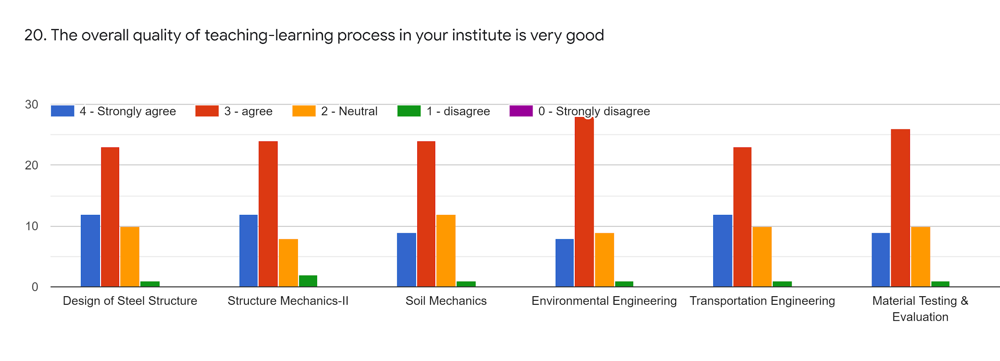 20. The overall quality of teaching-learning process in your institute is very good
30
4 - Strongly agree 3 - agree 2 - Neutral 1 - disagree 0 - Strongly disagree
20
10
0
Design of Steel Structure Structure Mechanics-II Soil Mechanics Environmental Engineering Transportation Engineering Material Testing &
Evaluation